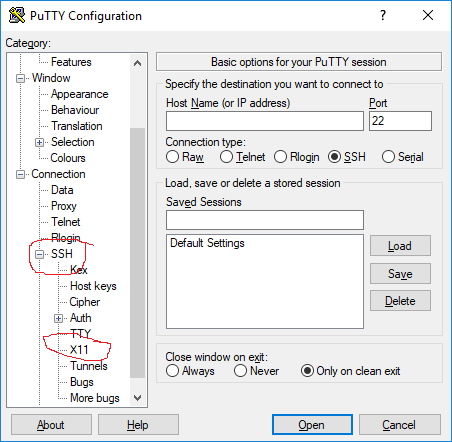 PuTTY Configuration
Category:
Features
Window
Appearance
Behaviour
Translation
Selection
Colours
Connection
Data
Proxy
Telnet
Rlogin
SSH
Kex
Host keys
Cipher
Auth
TTY
X11
Tunnels
Bugs
More bugs
Basic options for your PuTTY session
Specify the destination you want to connect to
Host Name (or IP address) Port
22
Connection type:
Raw Telnet Rlogin SSH Serial
Load, save or delete a stored session
Saved Sessions
Default Settings
Load
Save
Delete
Close window on exit:
Always Never Only on clean exit
About Help Open Cancel